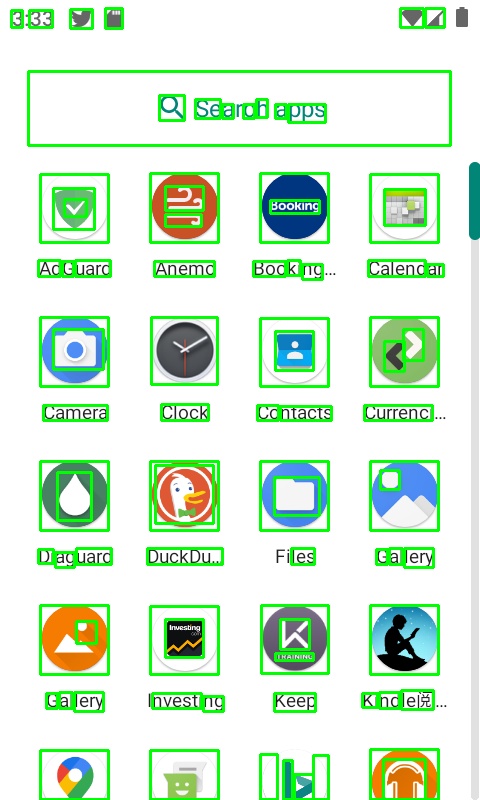 3:33
Search apps
Booking
AdGuard Anemo Booking... Calendar
Camera Clock Contacts Currenc...
Diaguard DuckDu... Files Gallery
Investing
.com
TRAINING
Gallery Investing Keep Kindle阅...